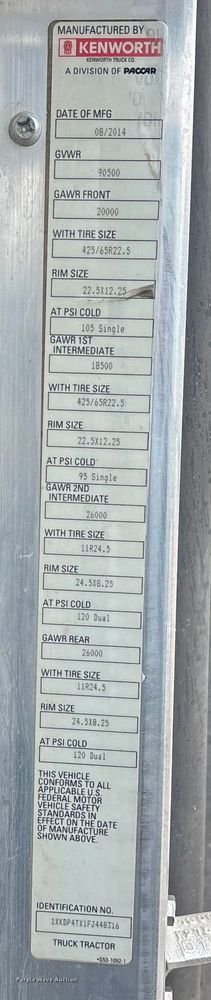 MANUFACTURED BY
KENWORTH
KENWORTH TRUCK CO.
A DIVISION OF PACCAR
DATE OF MFG
08/2014
GVWR
90500
GAWR FRONT
20000
WITH TIRE SIZE
425/65R22.5
RIM SIZE
22.5X12.25
AT PSI COLD
105 Single
GAWR 1ST
INTERMEDIATE
18500
WITH TIRE SIZE
425/65R22.5
RIM SIZE
22.5X12.25
AT PSI COLD
95 Single
GAWR 2ND
INTERMEDIATE
26000
WITH TIRE SIZE
11R24.5
RIM SIZE
24.5X8.25
AT PSI COLD
120 Dual
GAWR REAR
26000
WITH TIRE SIZE
11R24.5
RIM SIZE
24.5X8.25
AT PSI COLD
120 Dual
THIS VEHICLE
CONFORMS TO ALL
APPLICABLE U.S.
FEDERAL MOTOR
VEHICLE SAFETY
STANDARDS IN
EFFECT ON THE DATE
OF MANUFACTURE
SHOWN ABOVE.
IDENTIFICATION NO.
1XKDP4TX1FJ448316
TRUCK TRACTOR
S53-1092-1
Purple Wave Auction